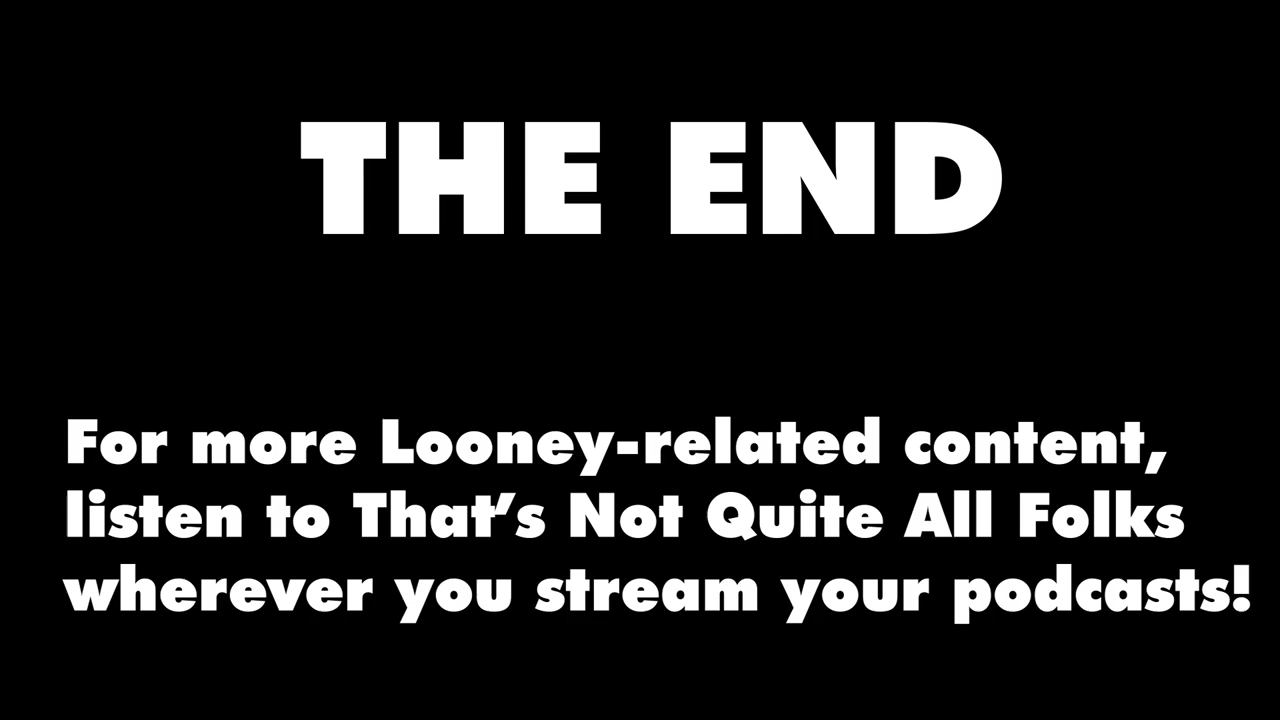 THE END
For more Looney-related content,
listen to That’s Not Quite All Folks
wherever you stream your podcasts!